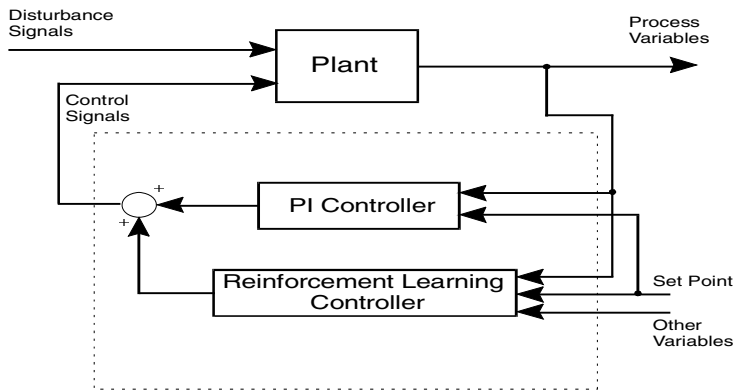 Disturbance
Signals
Plant
Process
Variables
Control
Signals
+
PI Controller
+
Reinforcement Learning
Controller
Set Point
Other
Variables